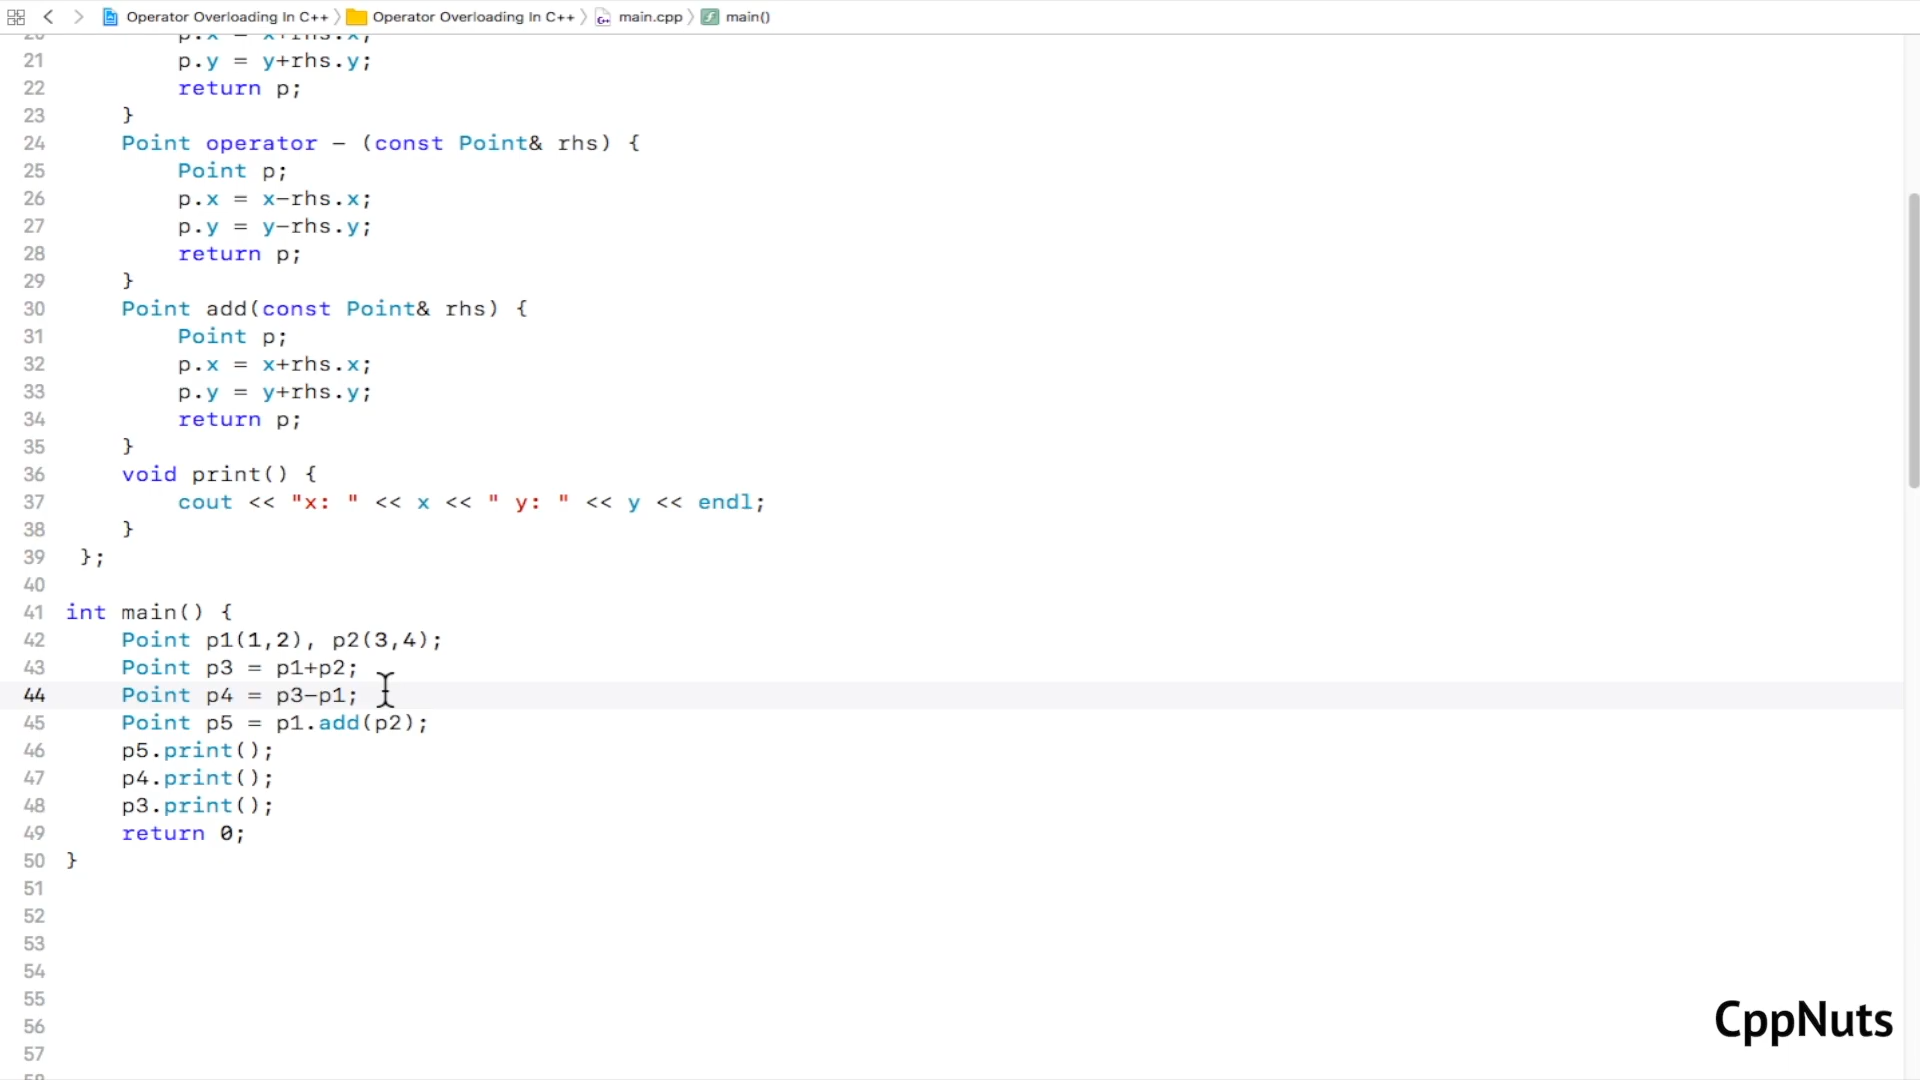 Operator Overloading In C++ Operator Overloading In C++ main.cpp main()
20 p.x = x+rhs.x;
21 p.y = y+rhs.y;
22 return p;
23 }
24 Point operator - (const Point& rhs) {
25 Point p;
26 p.x = x-rhs.x;
27 p.y = y-rhs.y;
28 return p;
29 }
30 Point add(const Point& rhs) {
31 Point p;
32 p.x = x+rhs.x;
33 p.y = y+rhs.y;
34 return p;
35 }
36 void print() {
37 cout << "x: " << x << " y: " << y << endl;
38 }
39 };
40
41 int main() {
42 Point p1(1,2), p2(3,4);
43 Point p3 = p1+p2;
44 Point p4 = p3-p1;
45 Point p5 = p1.add(p2);
46 p5.print();
47 p4.print();
48 p3.print();
49 return 0;
50 }
51
52
53
54
55
56
57
58
CppNuts